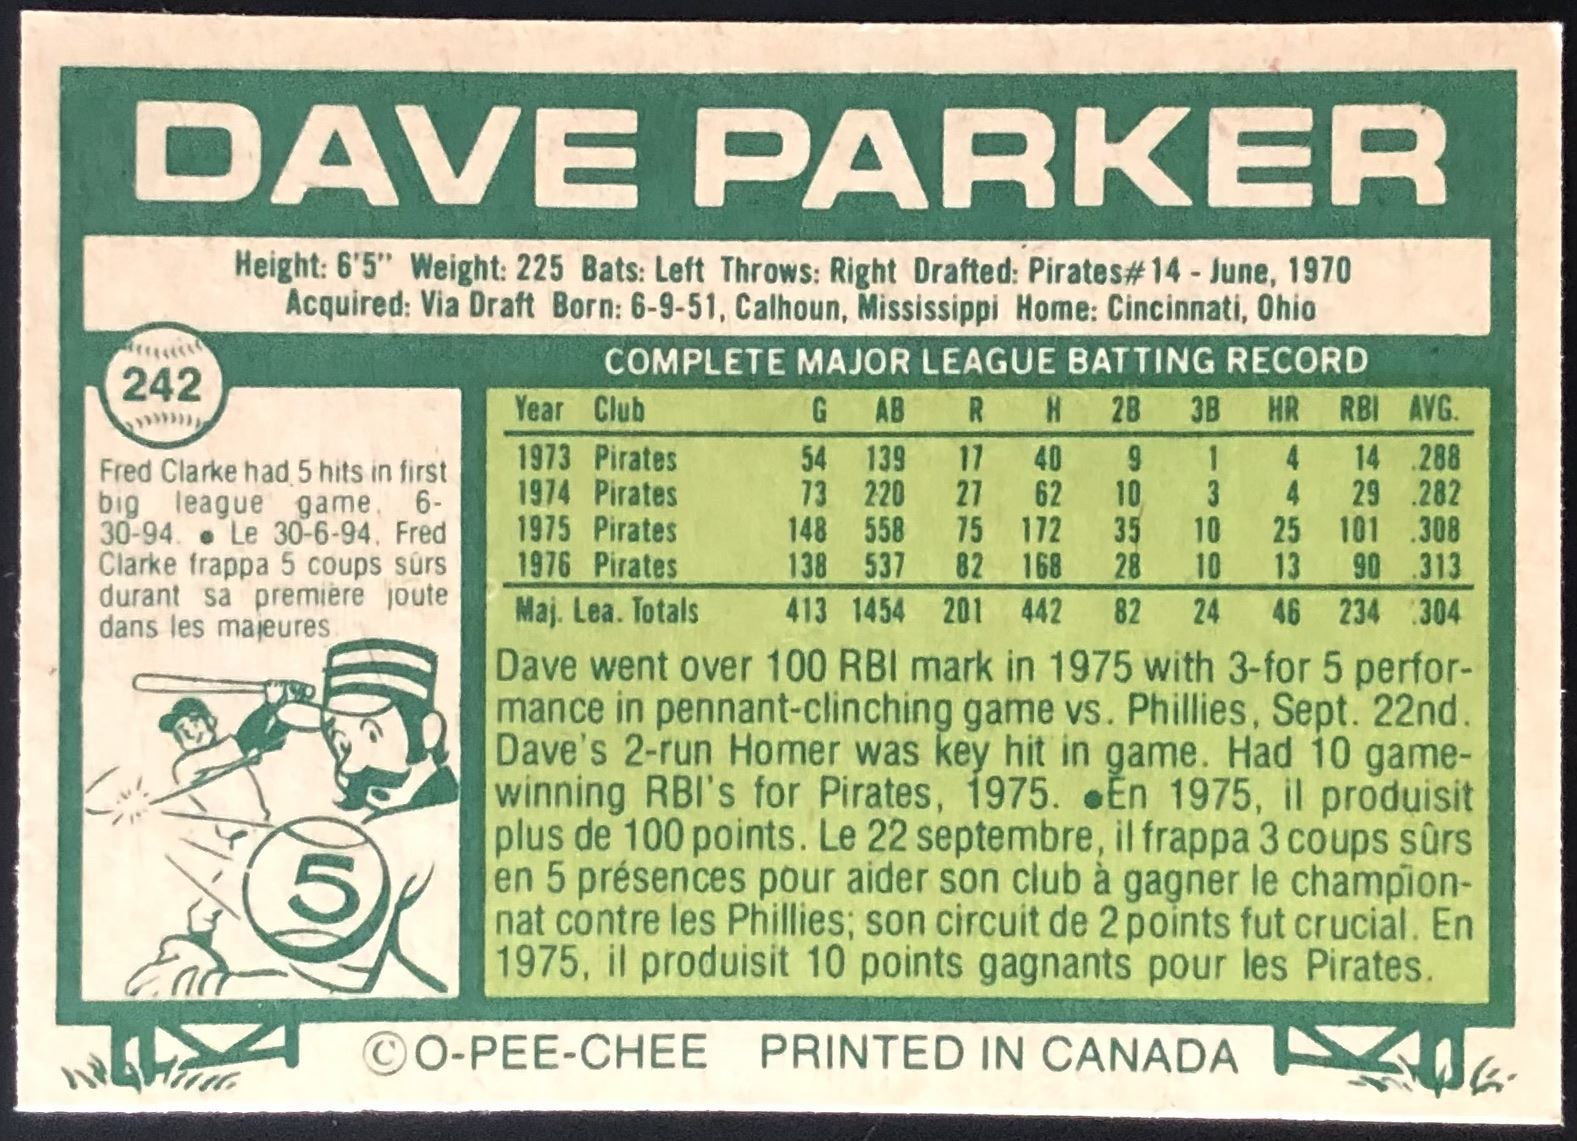 DAVE PARKER
Height: 6'5" Weight: 225 Bats: Left Throws: Right Drafted: Pirates#14 - June, 1970
Acquired: Via Draft Born: 6-9-51, Calhoun, Mississippi Home: Cincinnati, Ohio
242
Fred Clarke had 5 hits in first
big league game, 6-
30-94. ● Le 30-6-94, Fred
Clarke frappa 5 coups sûrs
durant sa première joute
dans les majeures.
5
COMPLETE MAJOR LEAGUE BATTING RECORD
Year Club G AB R H 2B 3B HR RBI AVG.
1973 Pirates 54 139 17 40 9 1 4 14 .288
1974 Pirates 73 220 27 62 10 3 4 29 .282
1975 Pirates 148 558 75 172 35 10 25 101 .308
1976 Pirates 138 537 82 168 28 10 13 90 .313
Maj. Lea. Totals 413 1454 201 442 82 24 46 234 .304
Dave went over 100 RBI mark in 1975 with 3-for 5 perfor-
mance in pennant-clinching game vs. Phillies, Sept. 22nd.
Dave's 2-run Homer was key hit in game. Had 10 game-
winning RBI's for Pirates, 1975. ●En 1975, il produisit
plus de 100 points. Le 22 septembre, il frappa 3 coups sûrs
en 5 présences pour aider son club à gagner le champion-
nat contre les Phillies; son circuit de 2 points fut crucial. En
1975, il produisit 10 points gagnants pour les Pirates.
©O-PEE-CHEE PRINTED IN CANADA